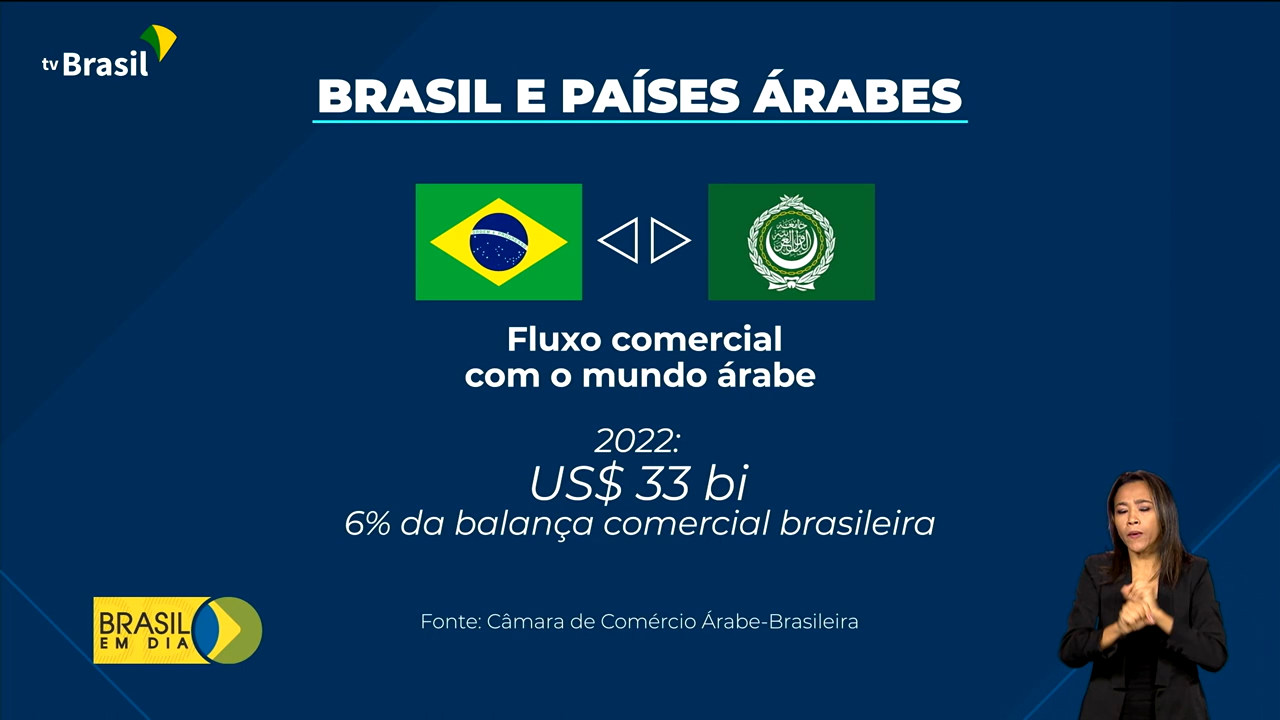 tv Brasil
BRASIL E PAÍSES ÁRABES
Fluxo comercial
com o mundo árabe
2022:
US$ 33 bi
6% da balança comercial brasileira
Fonte: Câmara de Comércio Árabe-Brasileira
BRASIL
EM DIA